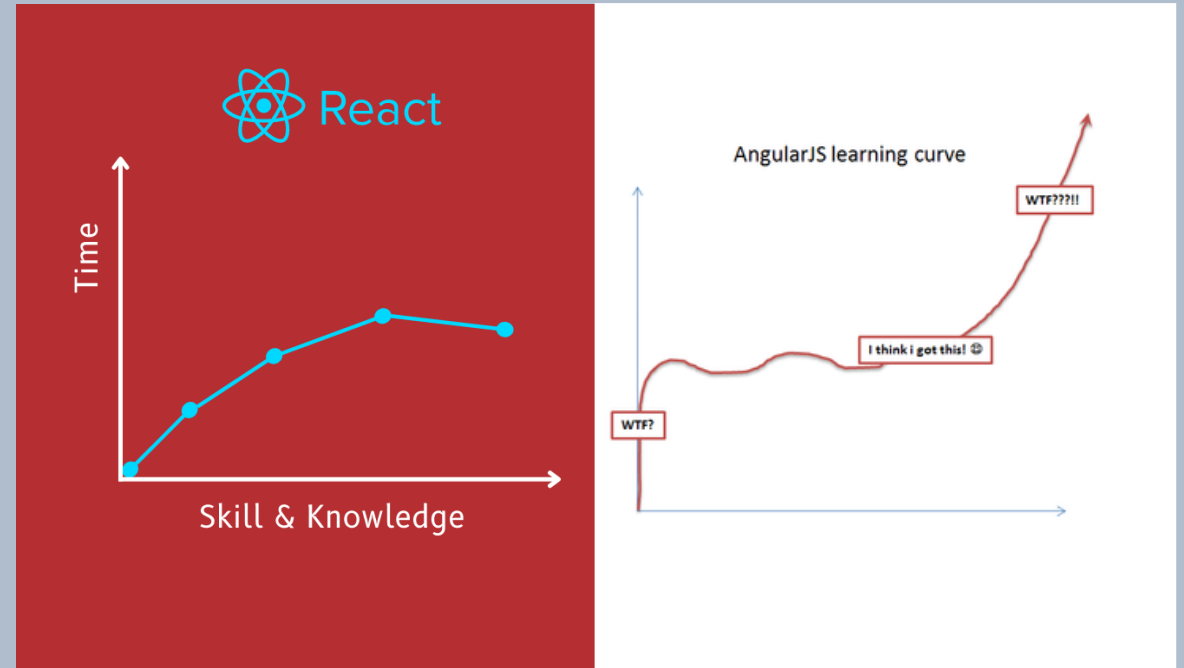 React
Time
Skill & Knowledge
AngularJS learning curve
WTF???!!
I think i got this! 😄
WTF?